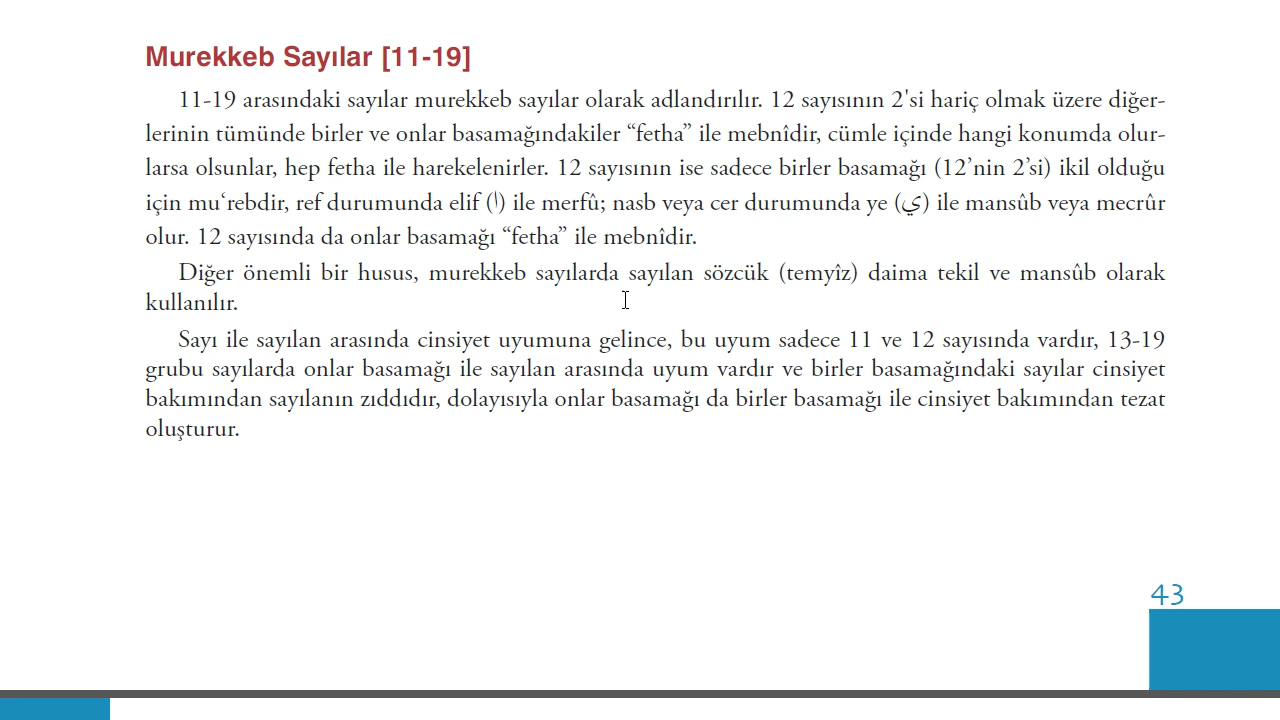 Murekkeb Sayılar [11-19]
11-19 arasındaki sayılar murekkeb sayılar olarak adlandırılır. 12 sayısının 2'si hariç olmak üzere diğer-
lerinin tümünde birler ve onlar basamağındakiler “fetha” ile mebnîdir, cümle içinde hangi konumda olur-
larsa olsunlar, hep fetha ile harekelenirler. 12 sayısının ise sadece birler basamağı (12’nin 2’si) ikil olduğu
için mu‘rebdir, ref durumunda elif (ا) ile merfû; nasb veya cer durumunda ye (ي) ile mansûb veya mecrûr
olur. 12 sayısında da onlar basamağı “fetha” ile mebnîdir.
Diğer önemli bir husus, murekkeb sayılarda sayılan sözcük (temyîz) daima tekil ve mansûb olarak
kullanılır.
Sayı ile sayılan arasında cinsiyet uyumuna gelince, bu uyum sadece 11 ve 12 sayısında vardır, 13-19
grubu sayılarda onlar basamağı ile sayılan arasında uyum vardır ve birler basamağındaki sayılar cinsiyet
bakımından sayılanın zıddıdır, dolayısıyla onlar basamağı da birler basamağı ile cinsiyet bakımından tezat
oluşturur.
43